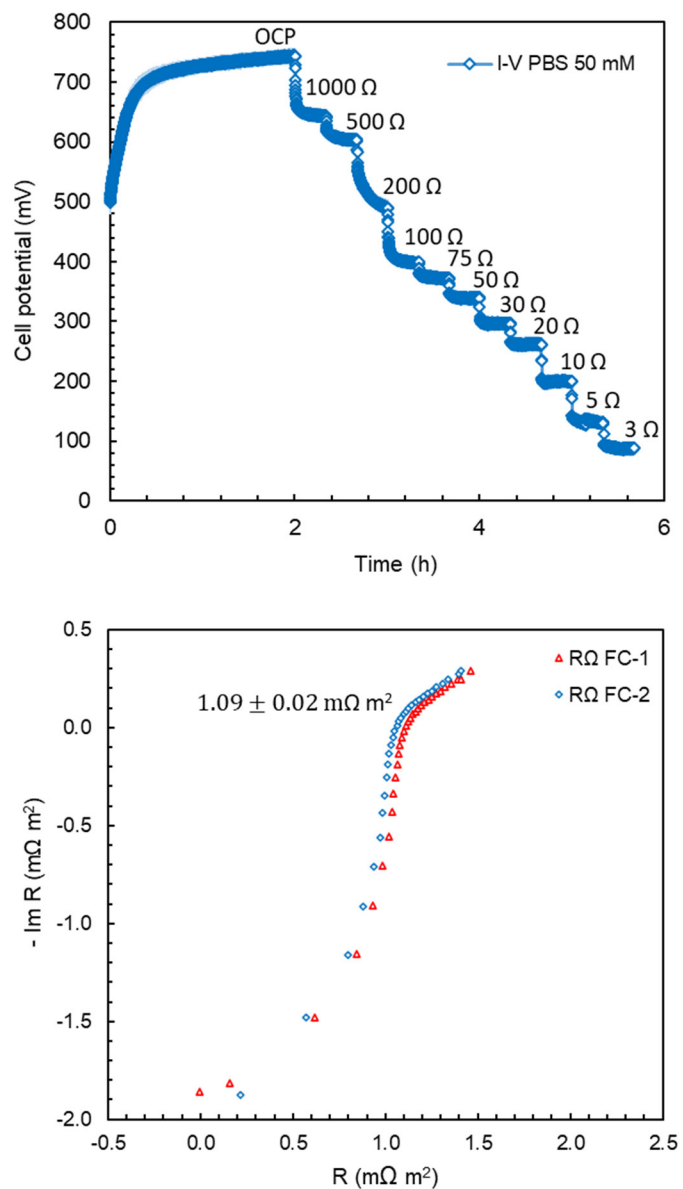 800
OCP
I-V PBS 50 mM
700
1000 Ω
600
500 Ω
500
200 Ω
400
100 Ω
75 Ω
50 Ω
300
30 Ω
20 Ω
200
10 Ω
5 Ω
100
3 Ω
0
Cell potential (mV)
0 2 4 6
Time (h)
0.5
RΩ FC-1
1.09 ± 0.02 mΩ m²
RΩ FC-2
0.0
-0.5
-1.0
-1.5
-2.0
- Im R (mΩ m²)
-0.5 0.0 0.5 1.0 1.5 2.0 2.5
R (mΩ m²)